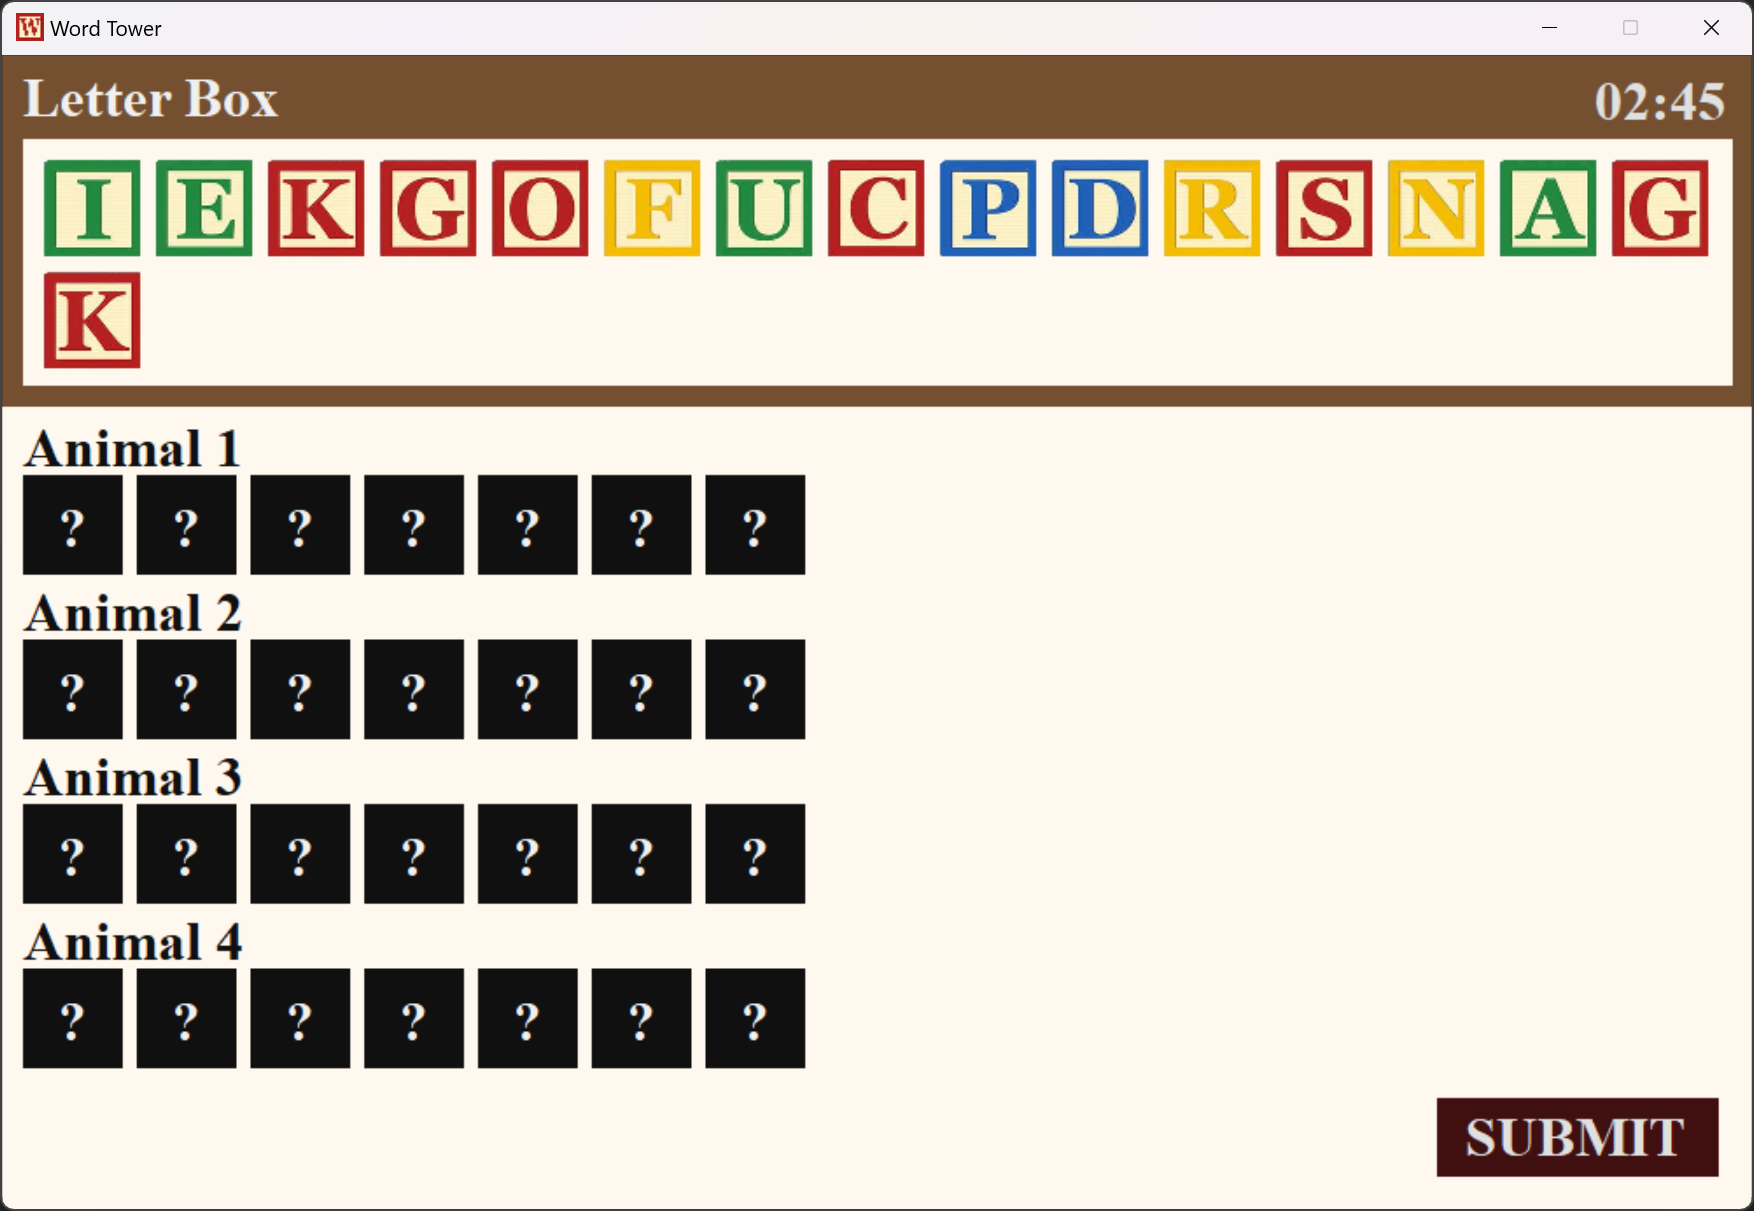 Word Tower
Letter Box 02:45
I E K G O F U C P D R S N A G
K
Animal 1
? ? ? ? ? ? ?
Animal 2
? ? ? ? ? ? ?
Animal 3
? ? ? ? ? ? ?
Animal 4
? ? ? ? ? ? ?
SUBMIT